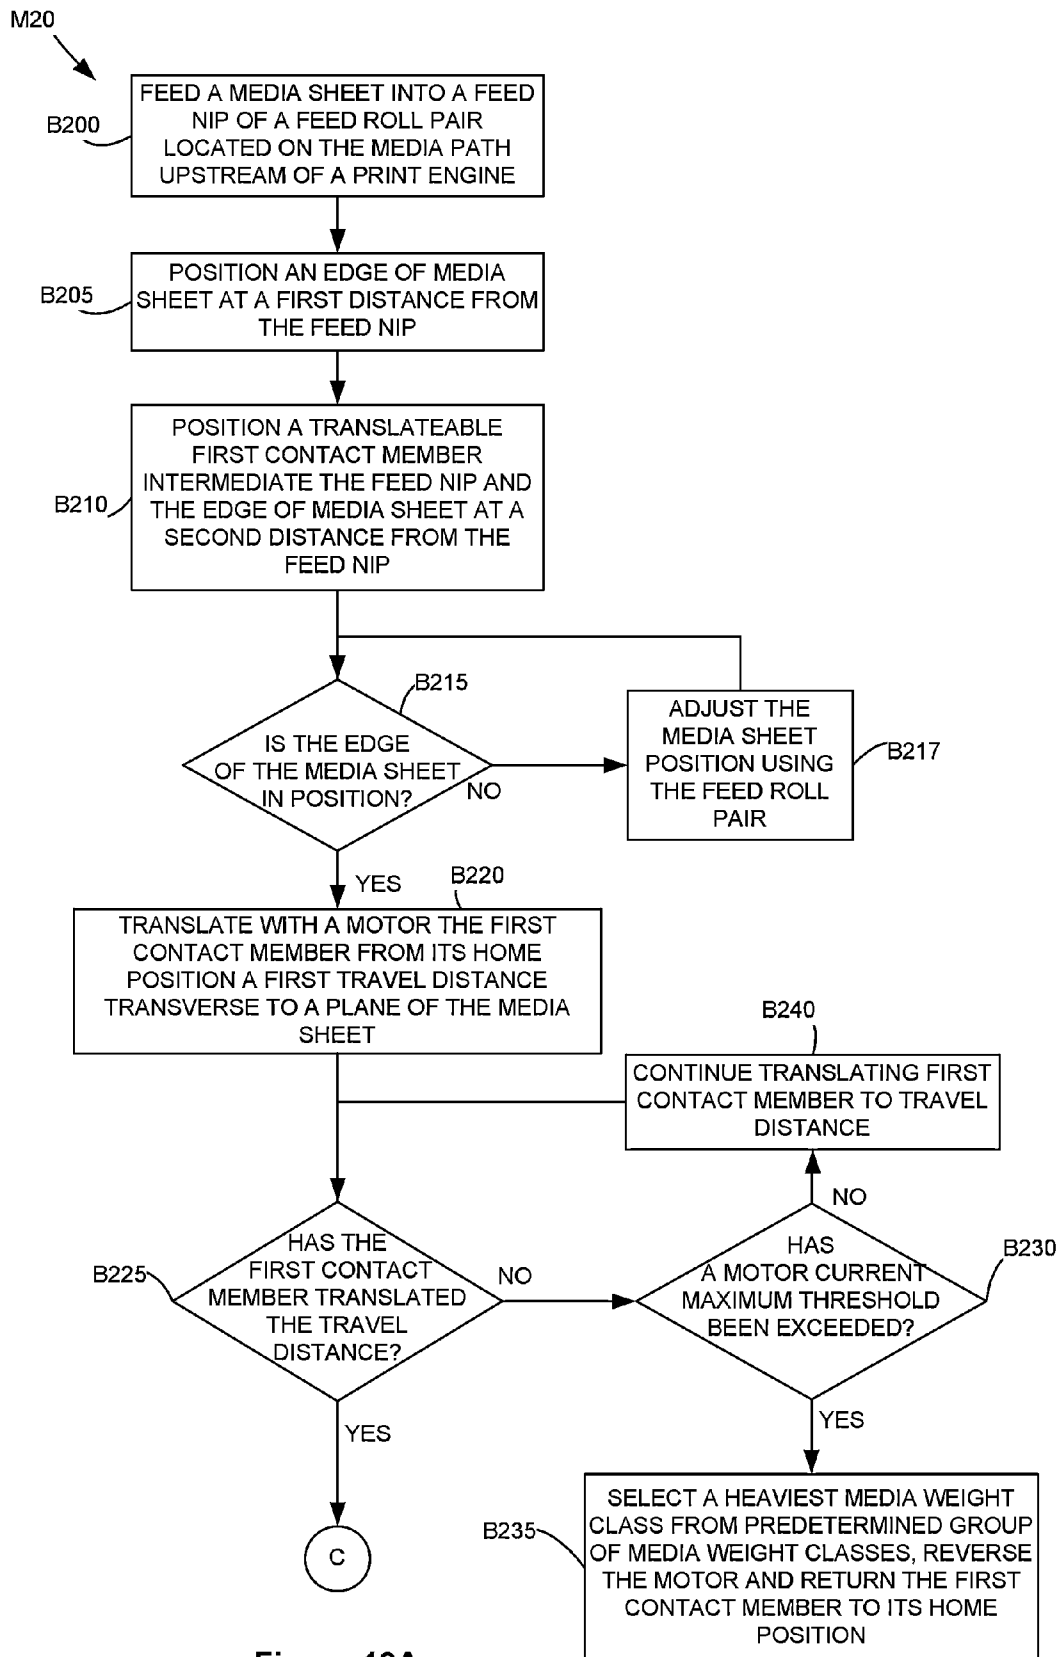 M20
FEED A MEDIA SHEET INTO A FEED
NIP OF A FEED ROLL PAIR
LOCATED ON THE MEDIA PATH
UPSTREAM OF A PRINT ENGINE
B200
POSITION AN EDGE OF MEDIA
SHEET AT A FIRST DISTANCE FROM
THE FEED NIP
B205
POSITION A TRANSLATEABLE
FIRST CONTACT MEMBER
INTERMEDIATE THE FEED NIP AND
THE EDGE OF MEDIA SHEET AT A
SECOND DISTANCE FROM THE
FEED NIP
B210
B215
IS THE EDGE
OF THE MEDIA SHEET
IN POSITION?
NO
ADJUST THE
MEDIA SHEET
POSITION USING
THE FEED ROLL
PAIR
B217
YES
B220
TRANSLATE WITH A MOTOR THE FIRST
CONTACT MEMBER FROM ITS HOME
POSITION A FIRST TRAVEL DISTANCE
TRANSVERSE TO A PLANE OF THE MEDIA
SHEET
B240
CONTINUE TRANSLATING FIRST
CONTACT MEMBER TO TRAVEL
DISTANCE
NO
HAS THE
FIRST CONTACT
MEMBER TRANSLATED
THE TRAVEL
DISTANCE?
B225
NO
HAS
A MOTOR CURRENT
MAXIMUM THRESHOLD
BEEN EXCEEDED?
B230
YES
YES
C
SELECT A HEAVIEST MEDIA WEIGHT
CLASS FROM PREDETERMINED GROUP
OF MEDIA WEIGHT CLASSES, REVERSE
THE MOTOR AND RETURN THE FIRST
CONTACT MEMBER TO ITS HOME
POSITION
B235